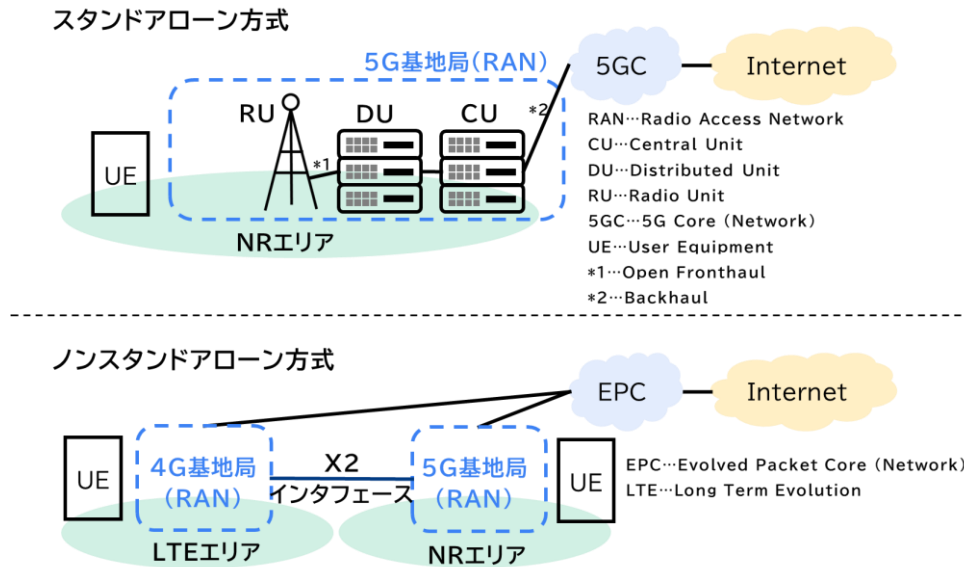 スタンドアローン方式
5G基地局(RAN)
5GC
Internet
RU
DU
CU
*2
*1
UE
NRエリア
RAN…Radio Access Network
CU…Central Unit
DU…Distributed Unit
RU…Radio Unit
5GC…5G Core (Network)
UE…User Equipment
*1…Open Fronthaul
*2…Backhaul
ノンスタンドアローン方式
EPC
Internet
UE
4G基地局
(RAN)
X2
インタフェース
5G基地局
(RAN)
UE
LTEエリア
NRエリア
EPC…Evolved Packet Core (Network)
LTE…Long Term Evolution